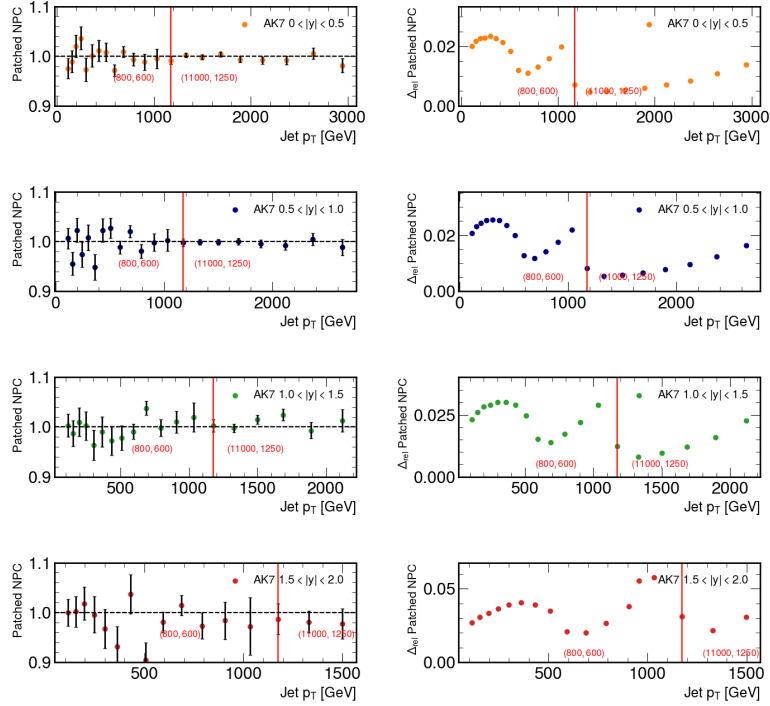 1.1
AK7 0 < |y| < 0.5
Patched NPC
1.0
(800, 600)
(11000, 1250)
0.9
0
1000
2000
3000
Jet pT [GeV]
AK7 0 < |y| < 0.5
Δrel Patched NPC
0.02
(800, 600)
(11000, 1250)
0.00
0
1000
2000
3000
Jet pT [GeV]
1.1
AK7 0.5 < |y| < 1.0
Patched NPC
1.0
(800, 600)
(11000, 1250)
0.9
0
1000
2000
Jet pT [GeV]
AK7 0.5 < |y| < 1.0
Δrel Patched NPC
0.02
(800, 600)
(11000, 1250)
0.00
0
1000
2000
Jet pT [GeV]
1.1
AK7 1.0 < |y| < 1.5
Patched NPC
1.0
(800, 600)
(11000, 1250)
0.9
500
1000
1500
2000
Jet pT [GeV]
AK7 1.0 < |y| < 1.5
Δrel Patched NPC
0.025
(800, 600)
(11000, 1250)
0.000
500
1000
1500
2000
Jet pT [GeV]
1.1
AK7 1.5 < |y| < 2.0
Patched NPC
1.0
(800, 600)
(11000, 1250)
0.9
500
1000
1500
Jet pT [GeV]
AK7 1.5 < |y| < 2.0
Δrel Patched NPC
0.05
(800, 600)
(11000, 1250)
0.00
500
1000
1500
Jet pT [GeV]